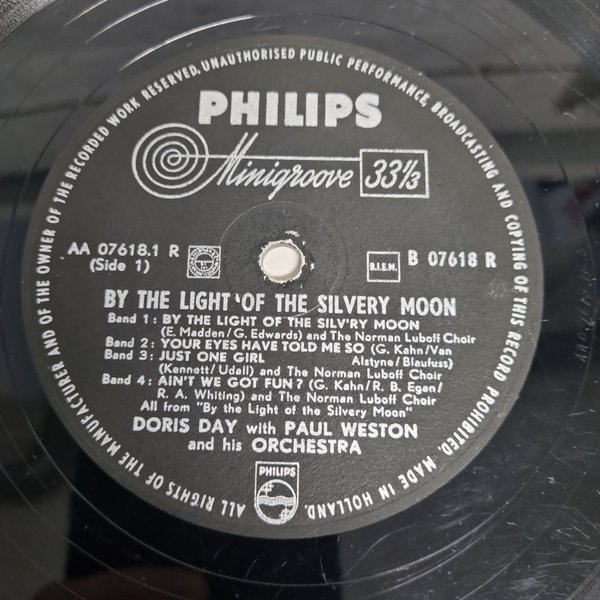 ALL RIGHTS OF THE MANUFACTURER AND OF THE OWNER OF THE RECORDED WORK RESERVED. UNAUTHORISED PUBLIC PERFORMANCE, BROADCASTING AND COPYING OF THIS RECORD PROHIBITED. MADE IN HOLLAND.
PHILIPS
Minigroove 33⅓
AA 07618.1 R
(Side 1)
B.I.E.M.
B 07618 R
BY THE LIGHT OF THE SILVERY MOON
Band 1: BY THE LIGHT OF THE SILV'RY MOON
(E. Madden/G. Edwards) and The Norman Luboff Choir
Band 2: YOUR EYES HAVE TOLD ME SO (G. Kahn/Van
Alstyne/Blaufuss)
Band 3: JUST ONE GIRL
(Kennett/Udall) and The Norman Luboff Choir
Band 4: AIN'T WE GOT FUN? (G. Kahn/R. B. Egan/
R. A. Whiting) and The Norman Luboff Choir
All from "By the Light of the Silvery Moon"
DORIS DAY with PAUL WESTON
and his ORCHESTRA
PHILIPS